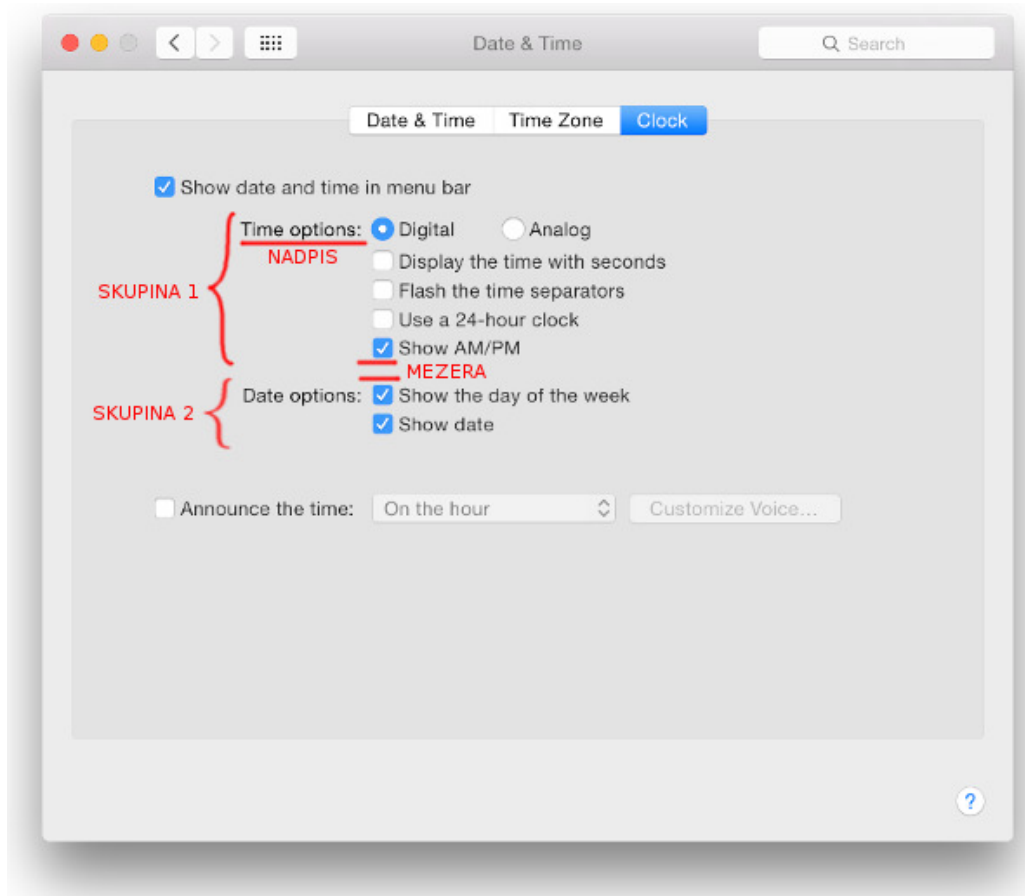 Date & Time
Search
Date & Time Time Zone Clock
Show date and time in menu bar
Time options: Digital Analog
NADPIS
Display the time with seconds
SKUPINA 1
Flash the time separators
Use a 24-hour clock
Show AM/PM
MEZERA
Date options: Show the day of the week
SKUPINA 2
Show date
Announce the time: On the hour Customize Voice...
?